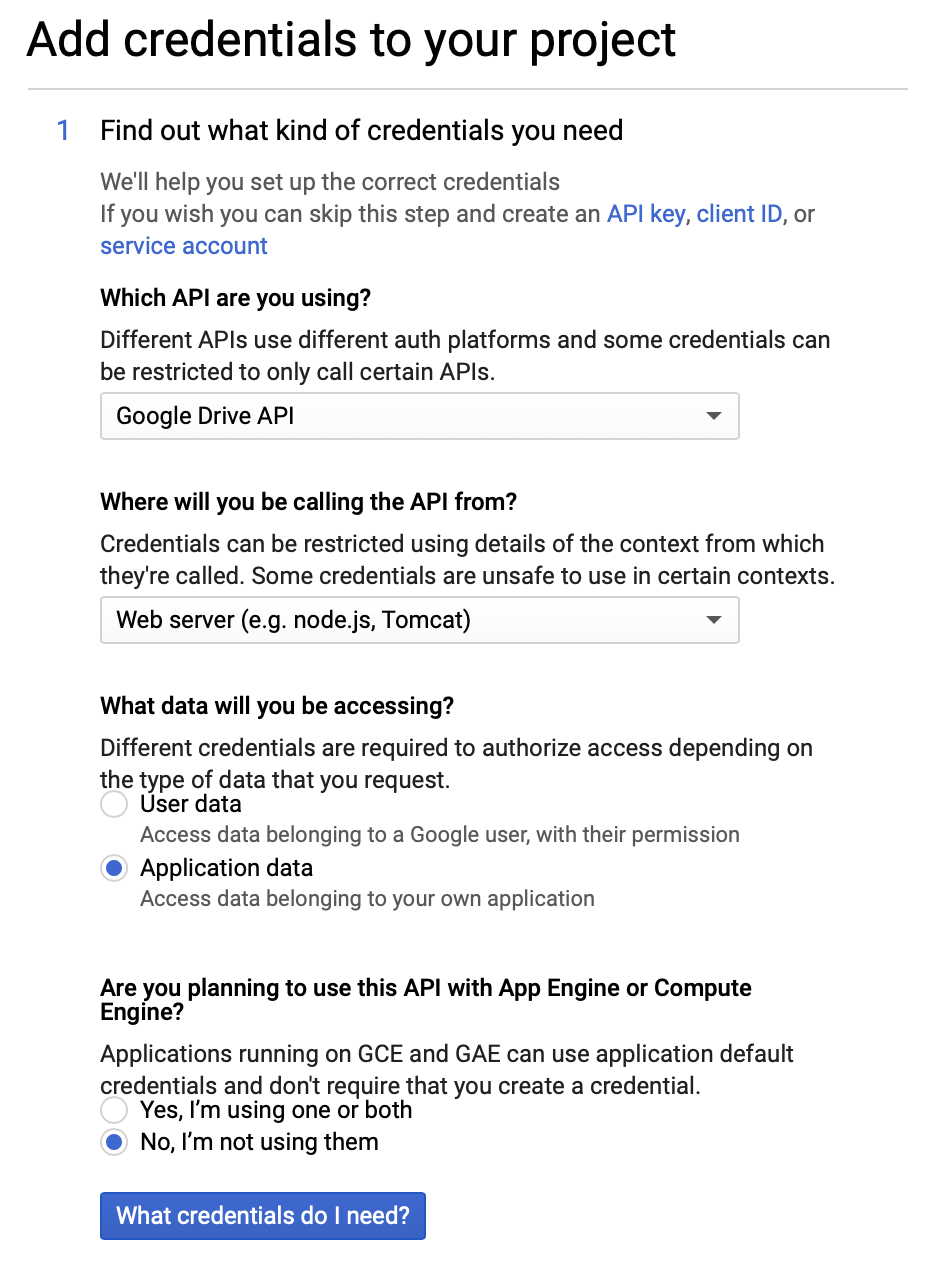 Add credentials to your project
1 Find out what kind of credentials you need
We'll help you set up the correct credentials
If you wish you can skip this step and create an API key, client ID, or
service account
Which API are you using?
Different APIs use different auth platforms and some credentials can
be restricted to only call certain APIs.
Google Drive API
Where will you be calling the API from?
Credentials can be restricted using details of the context from which
they're called. Some credentials are unsafe to use in certain contexts.
Web server (e.g. node.js, Tomcat)
What data will you be accessing?
Different credentials are required to authorize access depending on
the type of data that you request.
User data
Access data belonging to a Google user, with their permission
Application data
Access data belonging to your own application
Are you planning to use this API with App Engine or Compute
Engine?
Applications running on GCE and GAE can use application default
credentials and don't require that you create a credential.
Yes, I’m using one or both
No, I’m not using them
What credentials do I need?